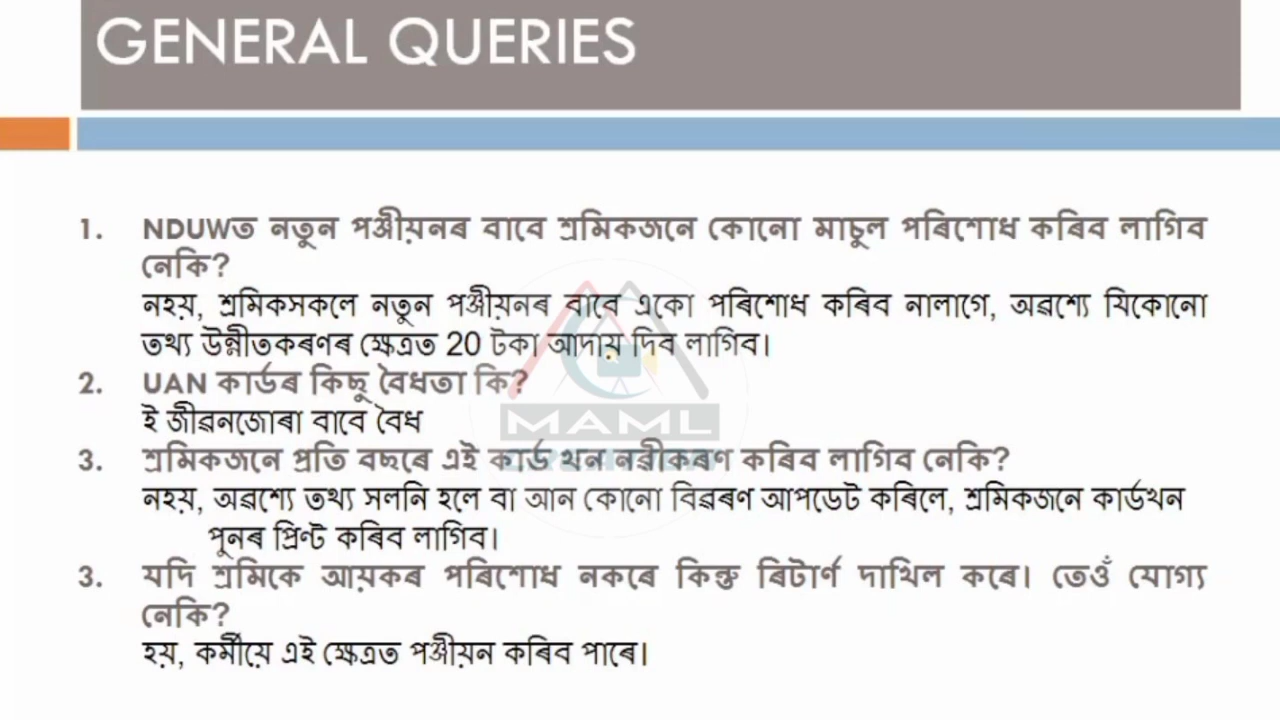 GENERAL QUERIES
1. NDUWত নতুন পঞ্জীয়নৰ বাবে শ্ৰমিকজনে কোনো মাচুল পৰিশোধ কৰিব লাগিব
নেকি?
নহয়, শ্ৰমিকসকলে নতুন পঞ্জীয়নৰ বাবে একো পৰিশোধ কৰিব নালাগে, অৱশ্যে যিকোনো
তথ্য উন্নীতকৰণৰ ক্ষেত্ৰত 20 টকা আদায় দিব লাগিব।
2. UAN কাৰ্ডৰ কিছু বৈধতা কি?
ই জীৱনজোৰা বাবে বৈধ
MAML
3. শ্ৰমিকজনে প্ৰতি বছৰে এই কাৰ্ড খন নৱীকৰণ কৰিব লাগিব নেকি?
CREATION
নহয়, অৱশ্যে তথ্য সলনি হলে বা আন কোনো বিৱৰণ আপডেট কৰিলে, শ্ৰমিকজনে কাৰ্ডখন
পুনৰ প্ৰিণ্ট কৰিব লাগিব।
3. যদি শ্ৰমিকে আয়কৰ পৰিশোধ নকৰে কিন্তু ৰিটাৰ্ণ দাখিল কৰে। তেওঁ যোগ্য
নেকি?
হয়, কৰ্মীয়ে এই ক্ষেত্ৰত পঞ্জীয়ন কৰিব পাৰে।